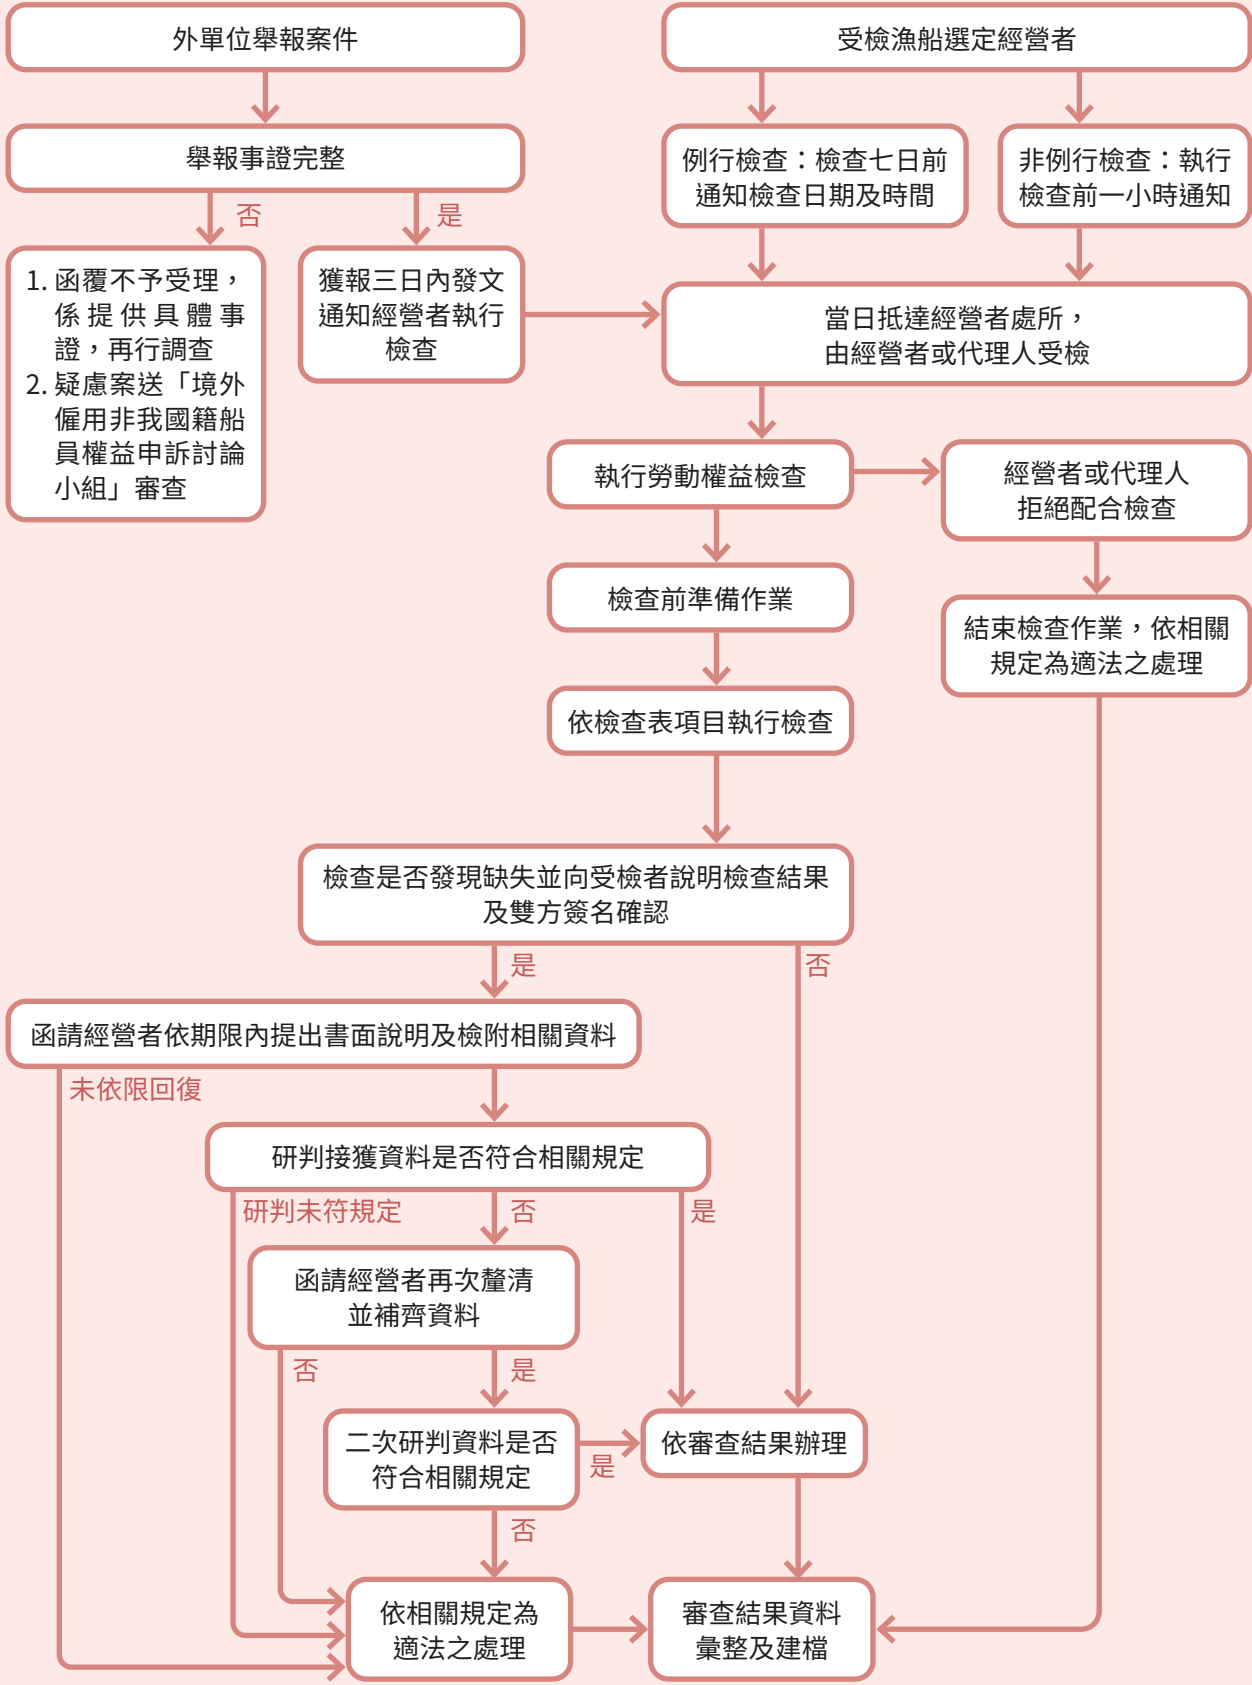 外單位舉報案件
受檢漁船選定經營者
舉報事證完整
例行檢查：檢查七日前
通知檢查日期及時間
非例行檢查：執行
檢查前一小時通知
否
是
1. 函覆不予受理，
係提供具體事
證，再行調查
2. 疑慮案送「境外
僱用非我國籍船
員權益申訴討論
小組」審查
獲報三日內發文
通知經營者執行
檢查
當日抵達經營者處所，
由經營者或代理人受檢
執行勞動權益檢查
經營者或代理人
拒絕配合檢查
檢查前準備作業
結束檢查作業，依相關
規定為適法之處理
依檢查表項目執行檢查
檢查是否發現缺失並向受檢者說明檢查結果
及雙方簽名確認
是
否
函請經營者依期限內提出書面說明及檢附相關資料
未依限回復
研判接獲資料是否符合相關規定
研判未符規定
否
是
函請經營者再次釐清
並補齊資料
否
是
二次研判資料是否
符合相關規定
是
依審查結果辦理
否
依相關規定為
適法之處理
審查結果資料
彙整及建檔